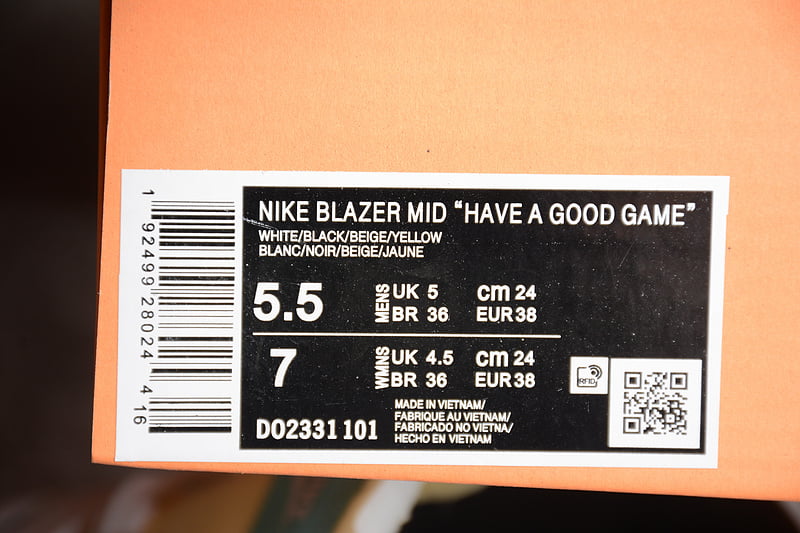 NIKE BLAZER MID “HAVE A GOOD GAME”
WHITE/BLACK/BEIGE/YELLOW
BLANC/NOIR/BEIGE/JAUNE
5.5 MENS UK 5 cm 24
BR 36 EUR 38
7 WMNS UK 4.5 cm 24
BR 36 EUR 38
RFID
MADE IN VIETNAM/
FABRIQUE AU VIETNAM/
FABRICADO NO VIETNA/
HECHO EN VIETNAM
DO2331 101
1 92499 28024 4 16